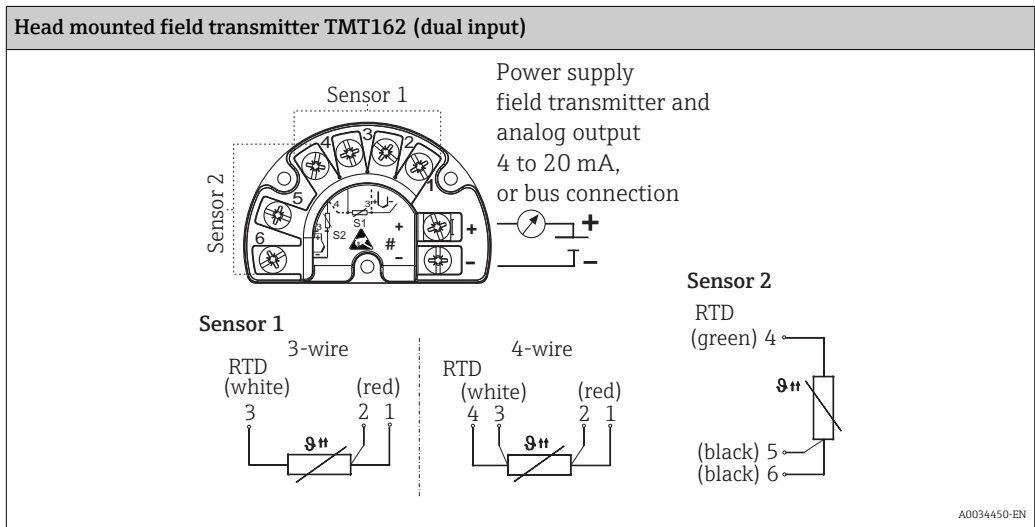 Head mounted field transmitter TMT162 (dual input)
Sensor 1
Power supply
field transmitter and
analog output
4 to 20 mA,
or bus connection
Sensor 2
6 5 4 3 2 1
4 3
S1
3
S2
#
+
-
+
-
+
-
Sensor 1
3-wire
RTD
(white) (red)
3 2 1
4-wire
RTD
(white) (red)
4 3 2 1
ϑ
ϑ
Sensor 2
RTD
(green) 4
ϑ
(black) 5
(black) 6
A0034450-EN